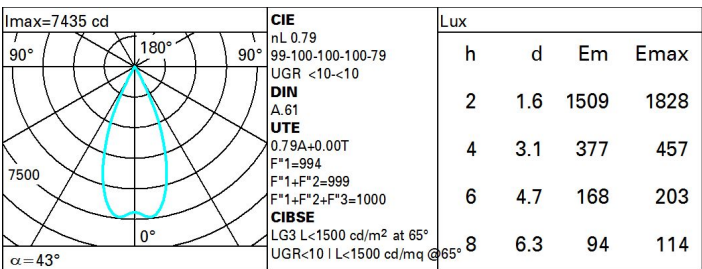 Imax=7435 cd
90° 180° 90°
7500
0°
α=43°
CIE
nL 0.79
99-100-100-100-79
UGR <10-<10
DIN
A.61
UTE
0.79A+0.00T
F"1=994
F"1+F"2=999
F"1+F"2+F"3=1000
CIBSE
LG3 L<1500 cd/m² at 65°
UGR<10 | L<1500 cd/mq @65°
Lux
h d Em Emax
2 1.6 1509 1828
4 3.1 377 457
6 4.7 168 203
8 6.3 94 114